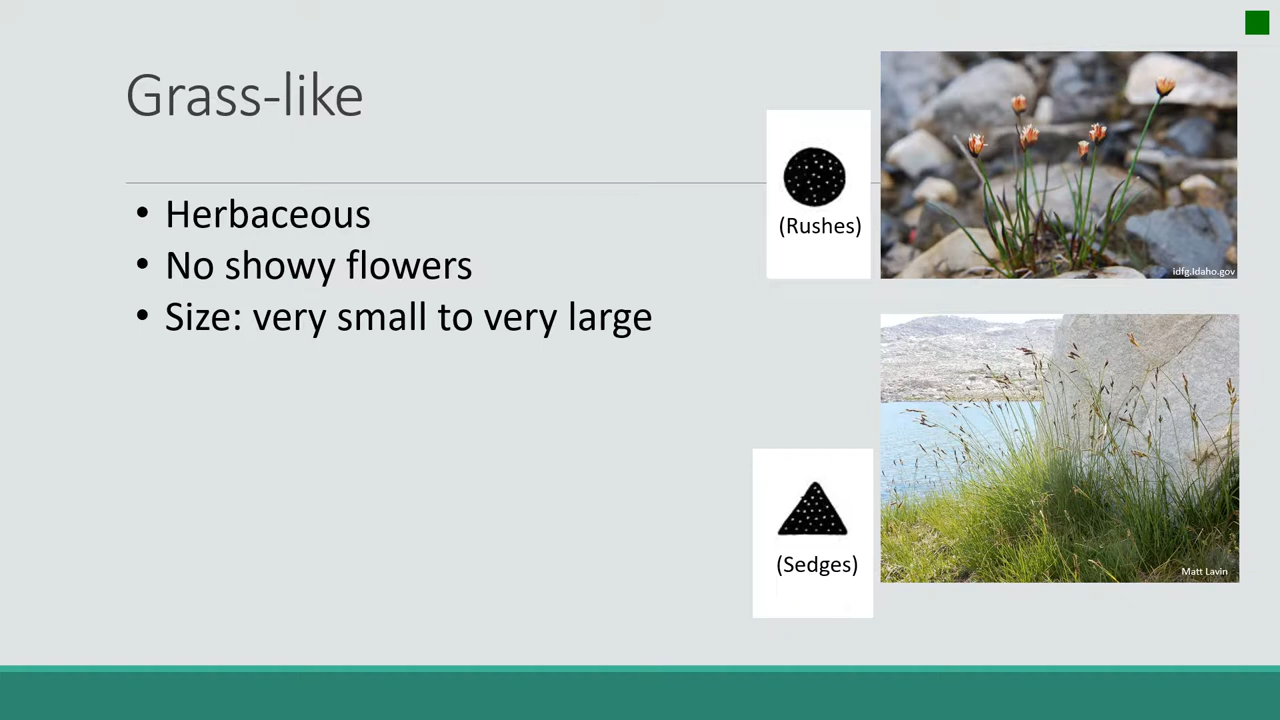 Grass-like
• Herbaceous
• No showy flowers
• Size: very small to very large
(Rushes)
idfg.Idaho.gov
(Sedges)
Matt Lavin